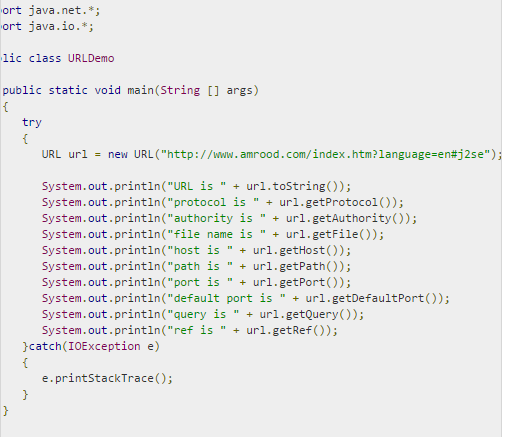 ort java.net.*;
ort java.io.*;
lic class URLDemo
public static void main(String [] args)
{
try
{
URL url = new URL("http://www.amrood.com/index.htm?language=en#j2se");
System.out.println("URL is " + url.toString());
System.out.println("protocol is " + url.getProtocol());
System.out.println("authority is " + url.getAuthority());
System.out.println("file name is " + url.getFile());
System.out.println("host is " + url.getHost());
System.out.println("path is " + url.getPath());
System.out.println("port is " + url.getPort());
System.out.println("default port is " + url.getDefaultPort());
System.out.println("query is " + url.getQuery());
System.out.println("ref is " + url.getRef());
}catch(IOException e)
{
e.printStackTrace();
}
}